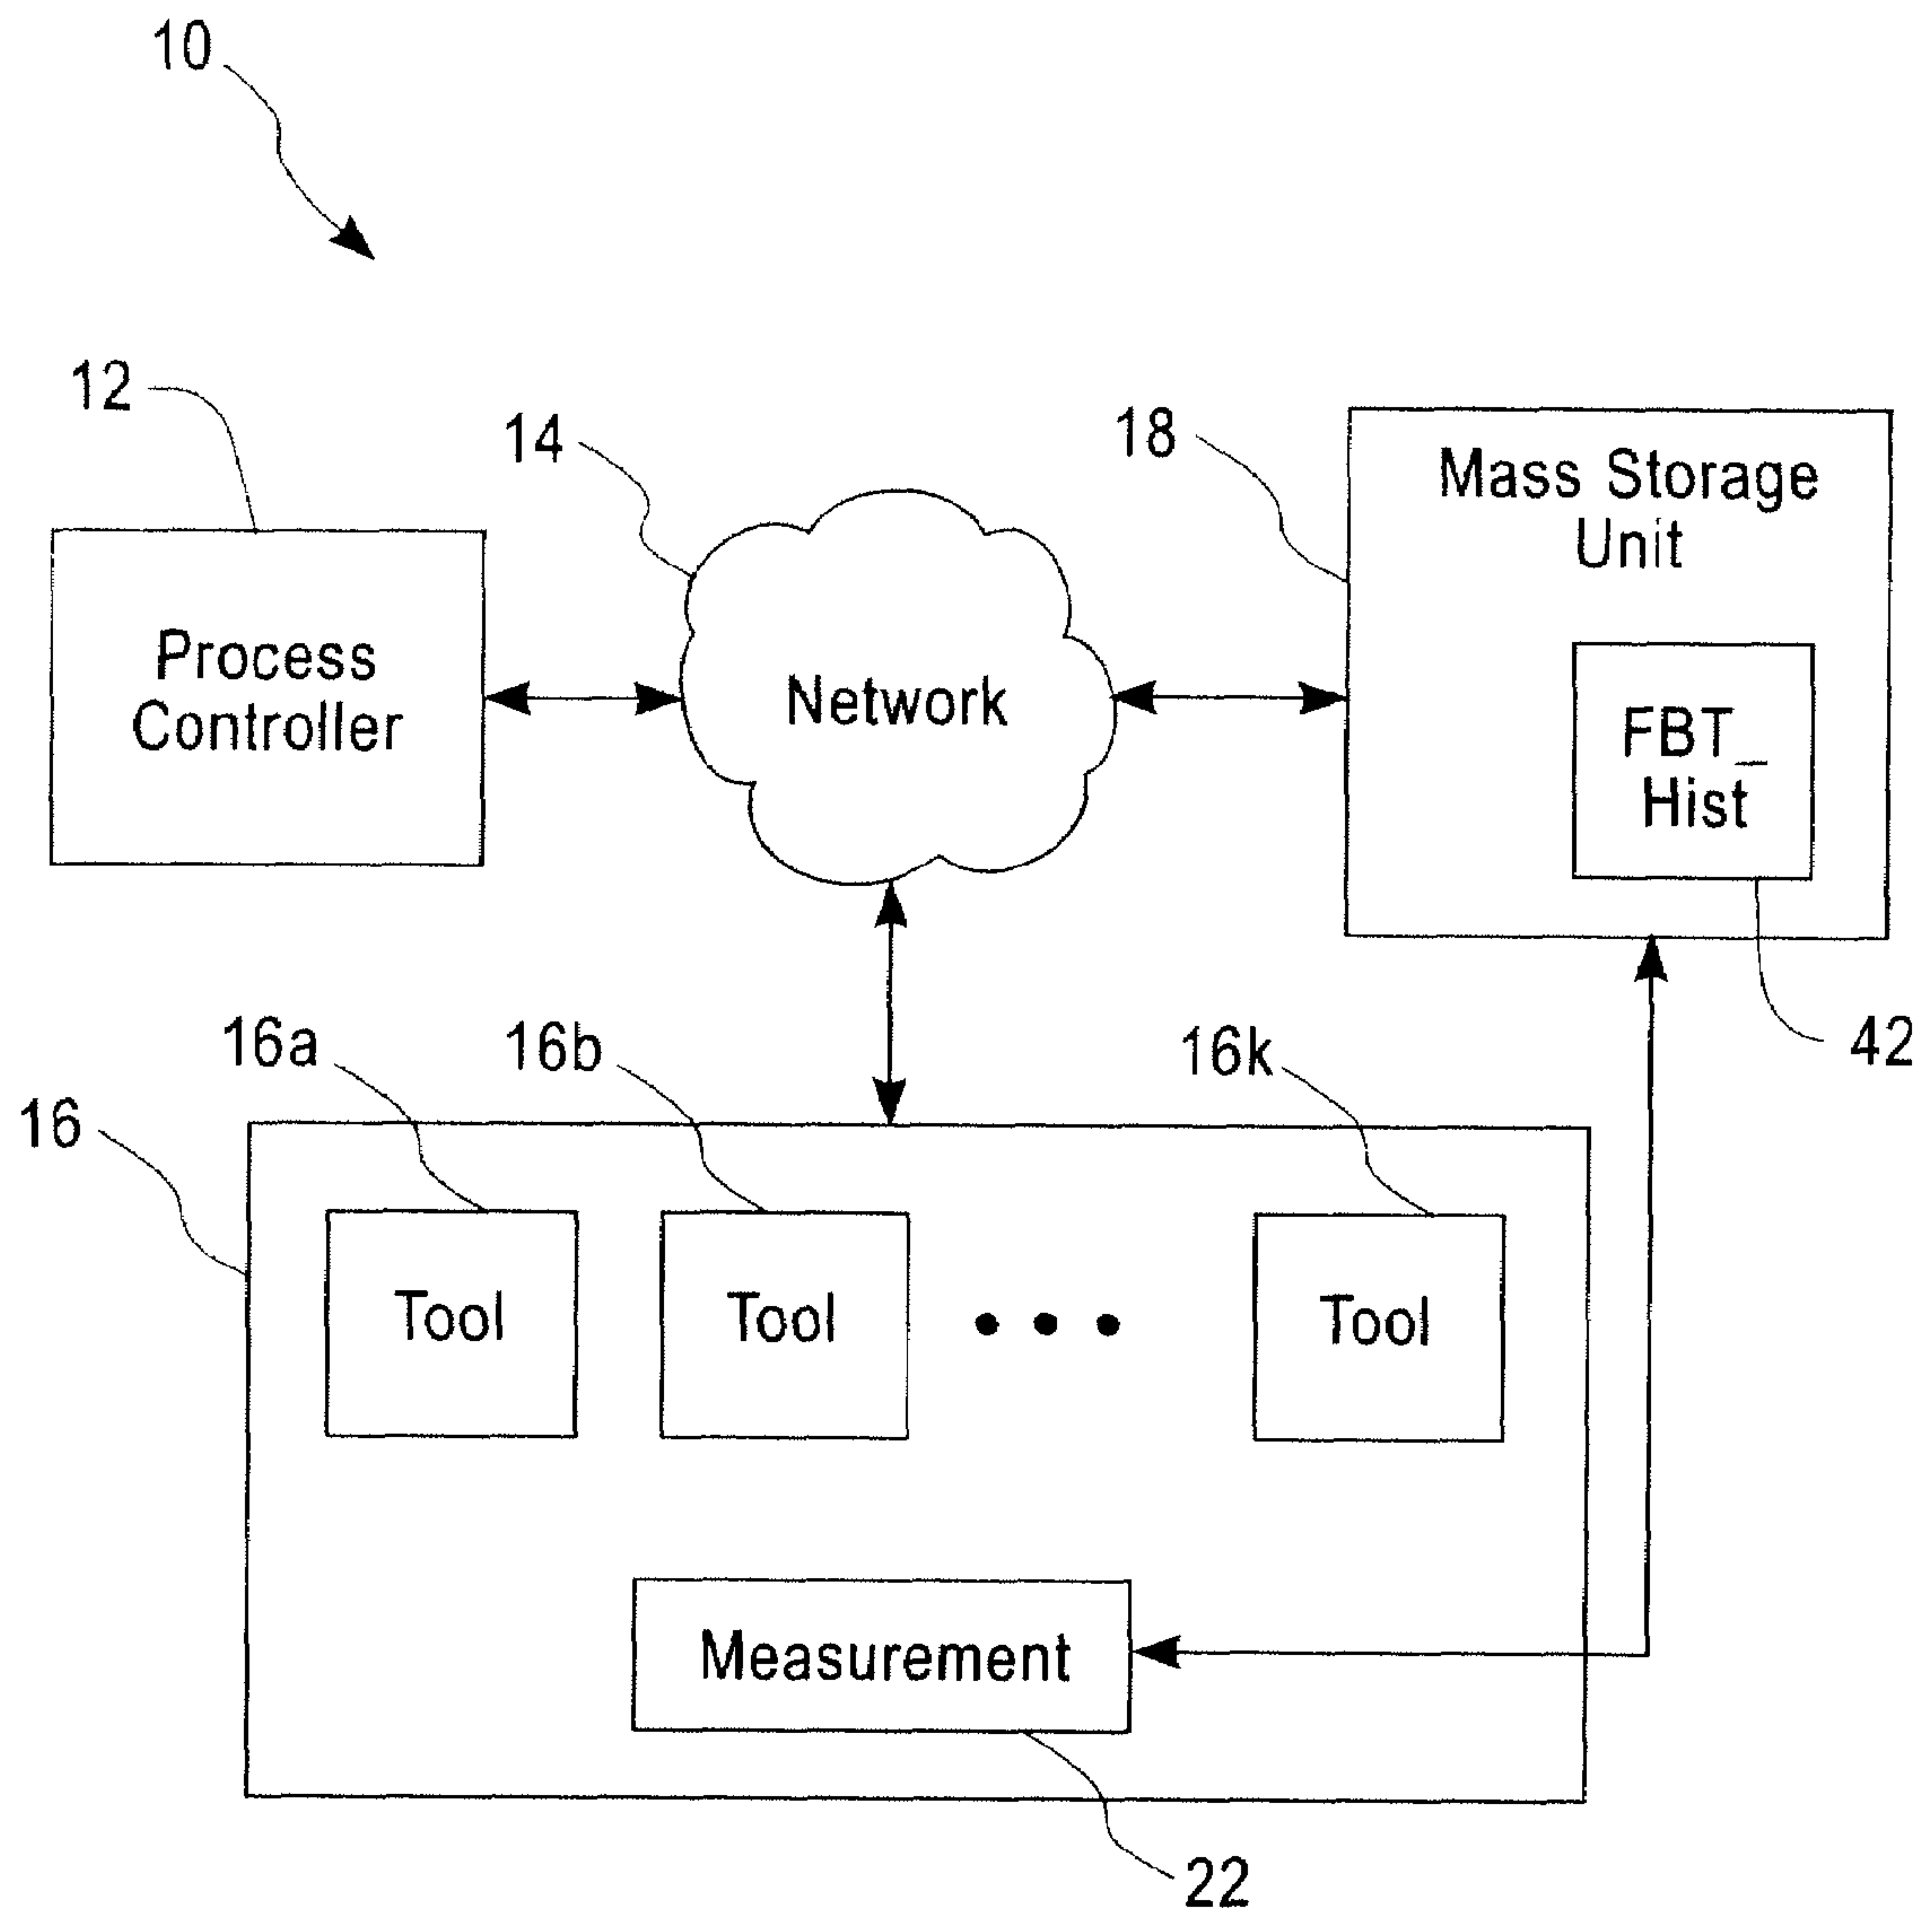 10
12
14
18
Mass Storage
Unit
Process
Controller
Network
FBT_
Hist
42
16a
16b
16k
16
Tool
Tool
Tool
Measurement
22